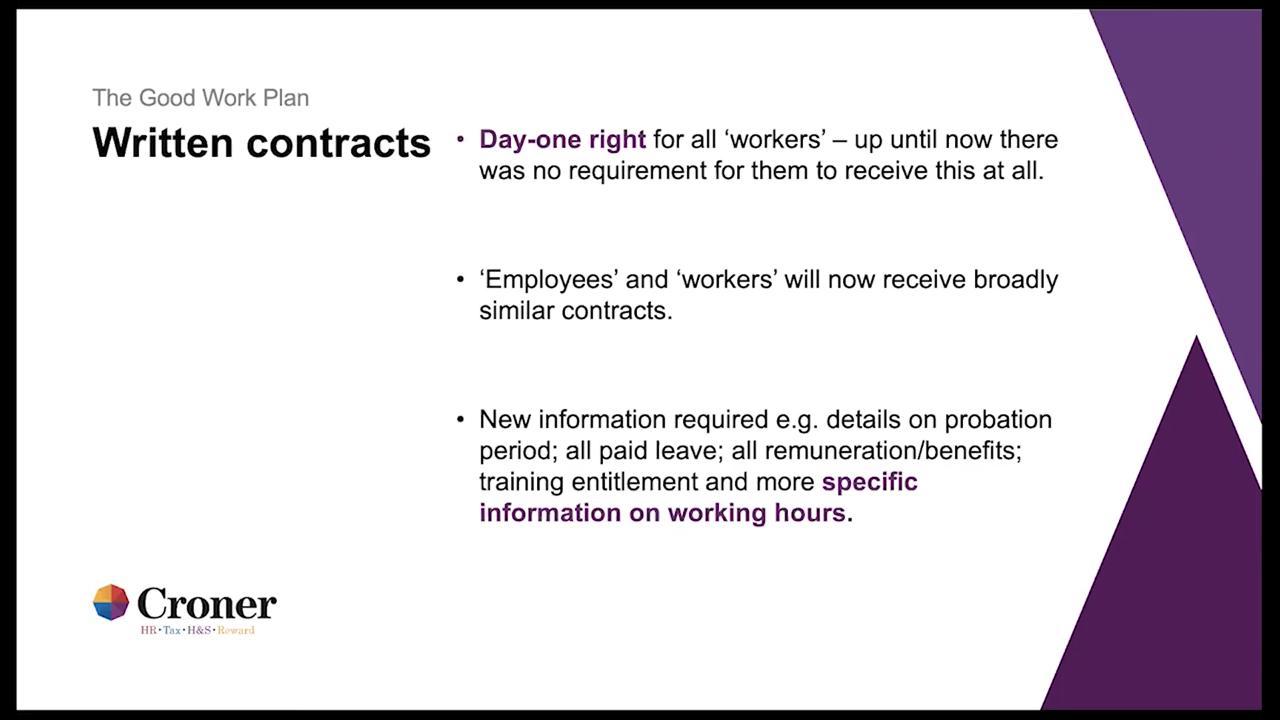 The Good Work Plan
Written contracts
• Day-one right for all ‘workers’ – up until now there
was no requirement for them to receive this at all.
• ‘Employees’ and ‘workers’ will now receive broadly
similar contracts.
• New information required e.g. details on probation
period; all paid leave; all remuneration/benefits;
training entitlement and more specific
information on working hours.
Croner
HR • Tax • H&S • Reward